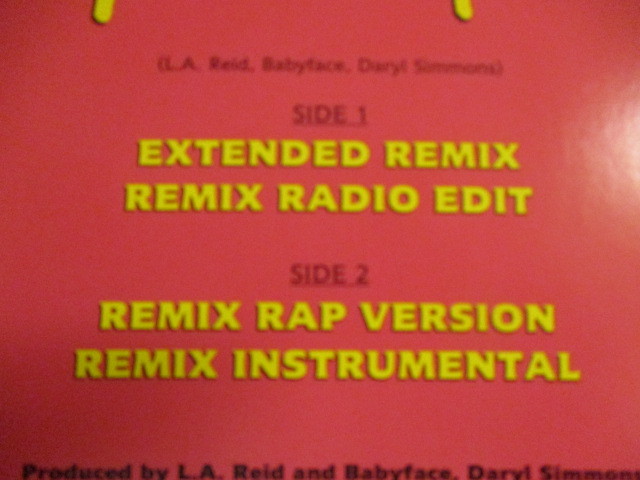 (L.A. Reid, Babyface, Daryl Simmons)
SIDE 1
EXTENDED REMIX
REMIX RADIO EDIT
SIDE 2
REMIX RAP VERSION
REMIX INSTRUMENTAL
Produced by L.A. Reid and Babyface, Daryl Simmons